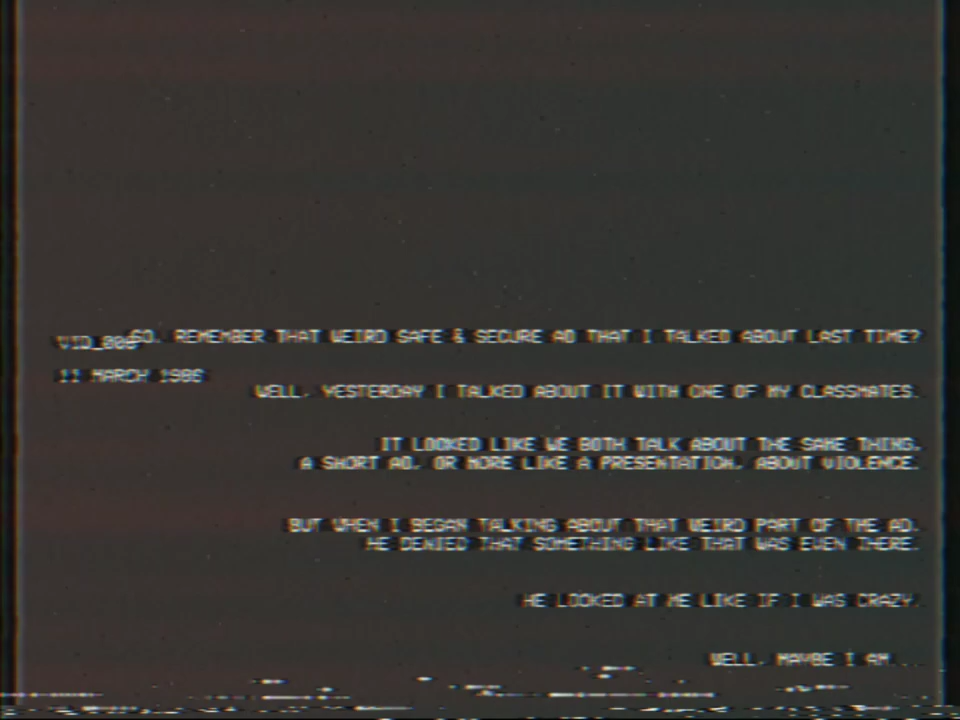 SO, REMEMBER THAT WEIRD SAFE & SECURE AD THAT I TALKED ABOUT LAST TIME?
VID_006
11 MARCH 1986
WELL, YESTERDAY I TALKED ABOUT IT WITH ONE OF MY CLASSMATES.
IT LOOKED LIKE WE BOTH TALK ABOUT THE SAME THING,
A SHORT AD, OR MORE LIKE A PRESENTATION, ABOUT VIOLENCE.
BUT WHEN I BEGAN TALKING ABOUT THAT WEIRD PART OF THE AD,
HE DENIED THAT SOMETHING LIKE THAT WAS EVEN THERE.
HE LOOKED AT ME LIKE IF I WAS CRAZY.
WELL, MAYBE I AM...